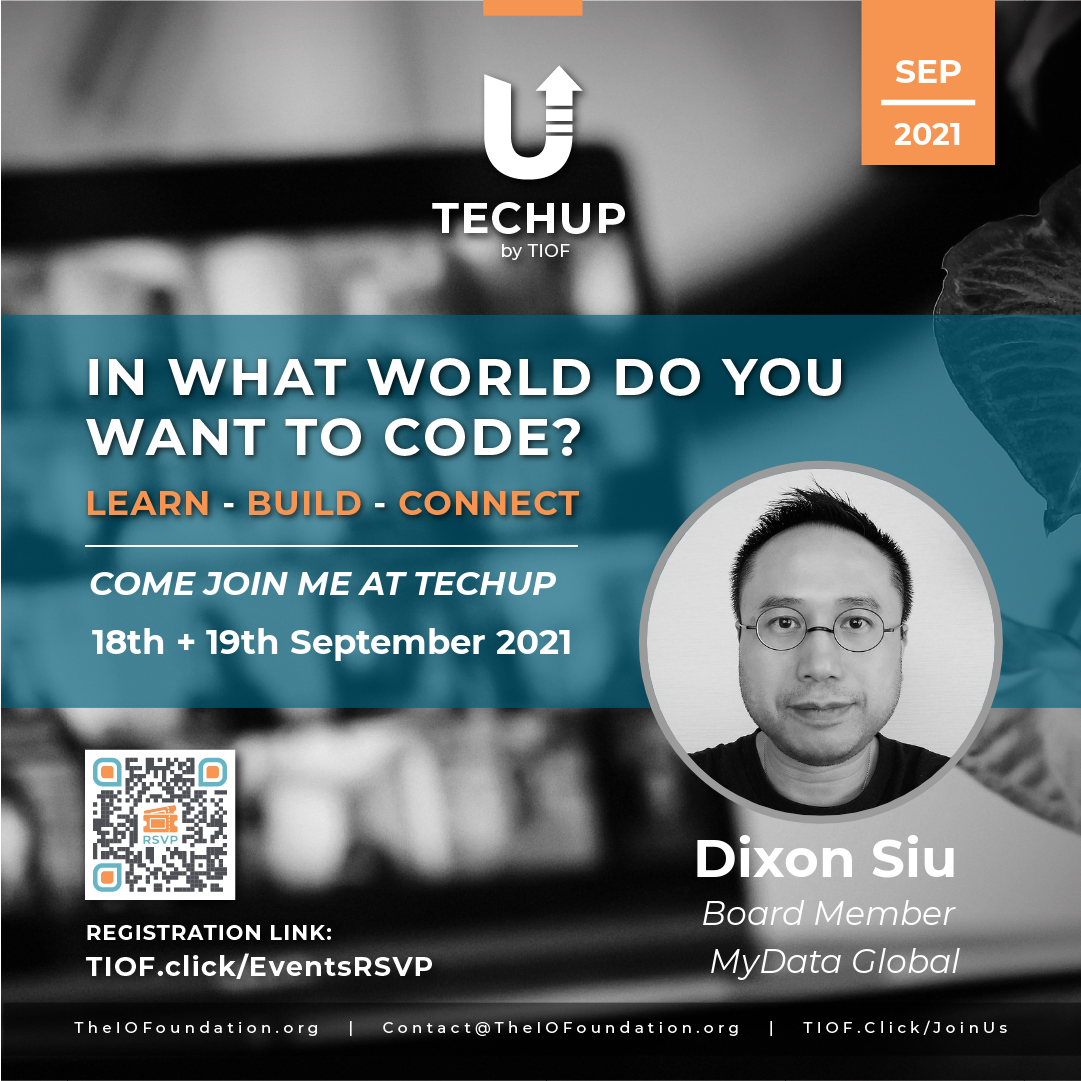 SEP
2021
TECHUP
by TIOF
IN WHAT WORLD DO YOU
WANT TO CODE?
LEARN - BUILD - CONNECT
COME JOIN ME AT TECHUP
18th + 19th September 2021
RSVP
Dixon Siu
Board Member
MyData Global
REGISTRATION LINK:
TIOF.click/EventsRSVP
TheIOFoundation.org | Contact@TheIOFoundation.org | TIOF.Click/JoinUs